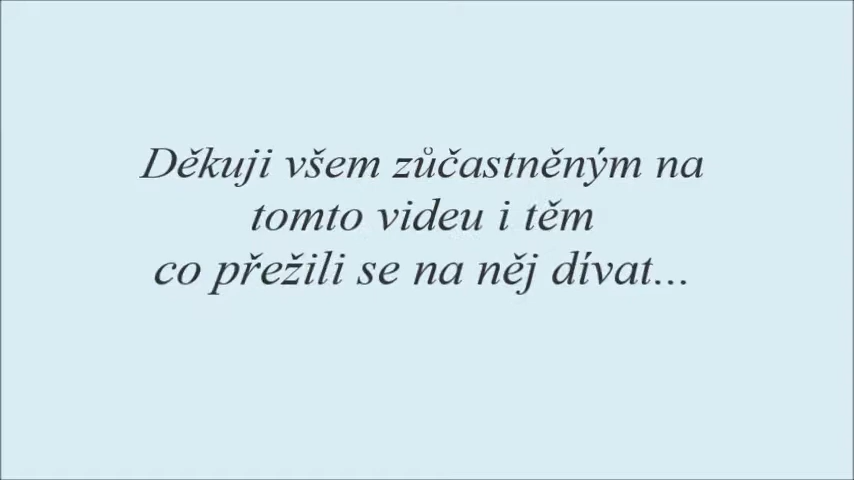 Děkuji všem zůčastněným na
tomto videu i těm
co přežili se na něj dívat...